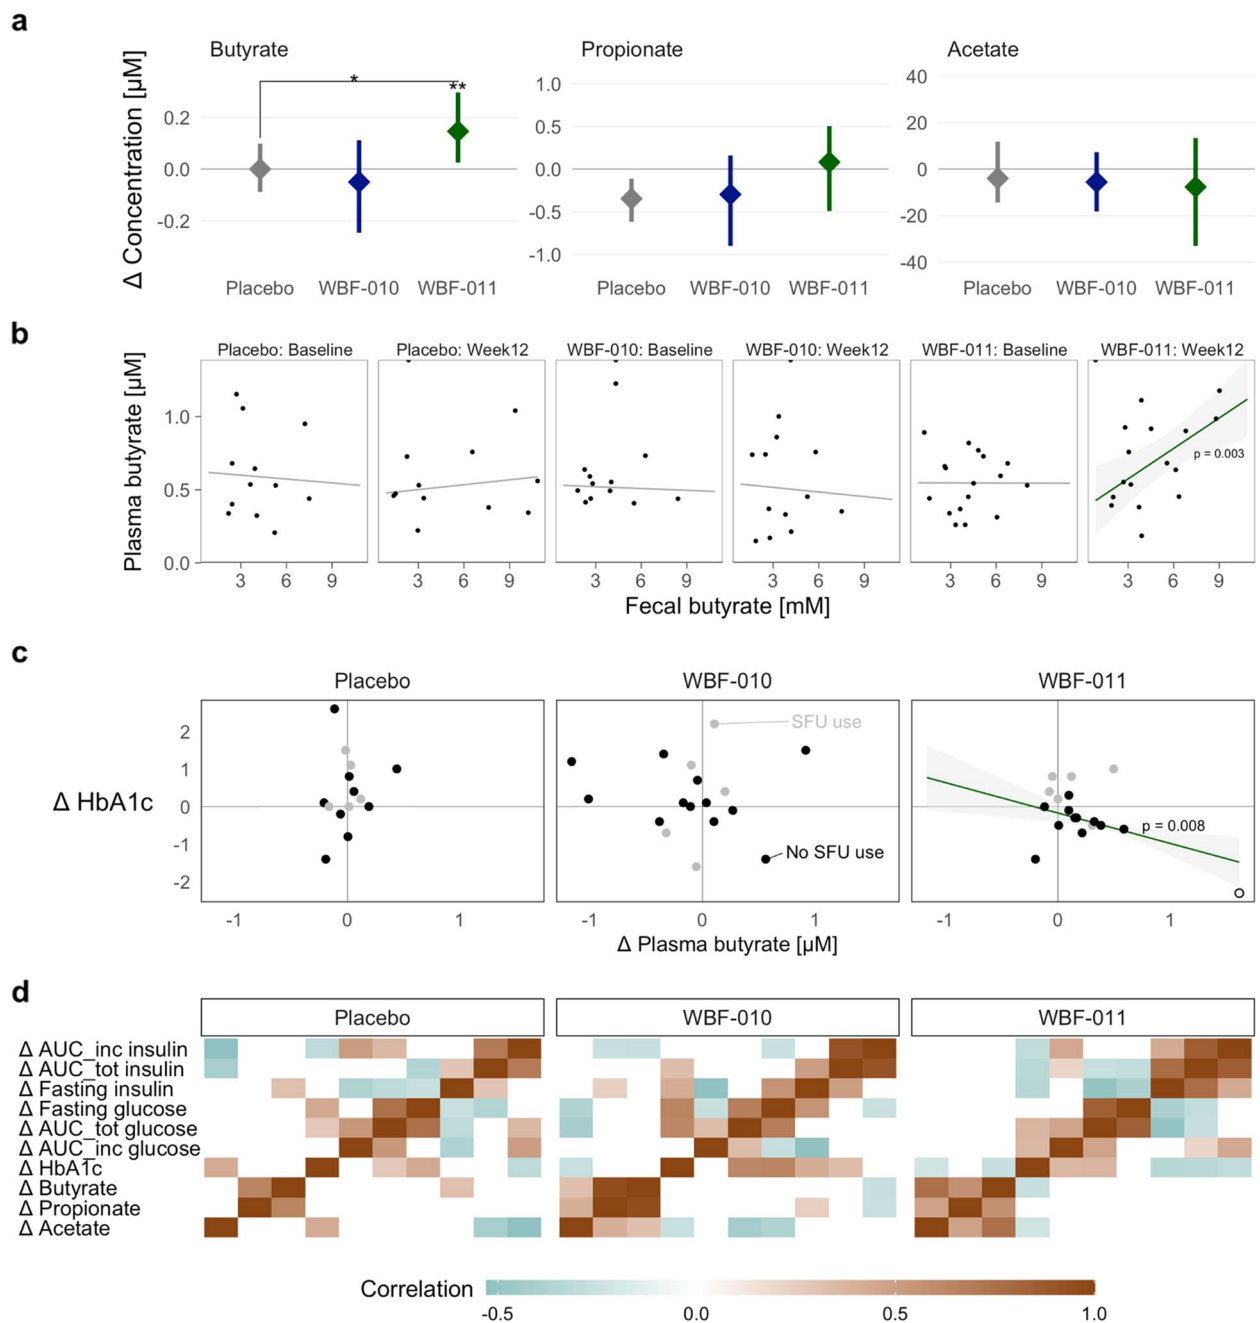 a
Butyrate
Propionate
Acetate
Δ Concentration [µM]
*
**
0.2
0.0
-0.2
1.0
0.5
0.0
-0.5
-1.0
40
20
0
-20
-40
Placebo WBF-010 WBF-011
Placebo WBF-010 WBF-011
Placebo WBF-010 WBF-011
b
Placebo: Baseline
Placebo: Week12
WBF-010: Baseline
WBF-010: Week12
WBF-011: Baseline
WBF-011: Week12
Plasma butyrate [µM]
1.0
0.5
0.0
p = 0.003
3 6 9
3 6 9
3 6 9
3 6 9
3 6 9
3 6 9
Fecal butyrate [mM]
c
Placebo
WBF-010
WBF-011
Δ HbA1c
2
1
0
-1
-2
SFU use
No SFU use
p = 0.008
-1 0 1
-1 0 1
-1 0 1
Δ Plasma butyrate [µM]
d
Placebo
WBF-010
WBF-011
Δ AUC_inc insulin
Δ AUC_tot insulin
Δ Fasting insulin
Δ Fasting glucose
Δ AUC_tot glucose
Δ AUC_inc glucose
Δ HbA1c
Δ Butyrate
Δ Propionate
Δ Acetate
Correlation
-0.5 0.0 0.5 1.0